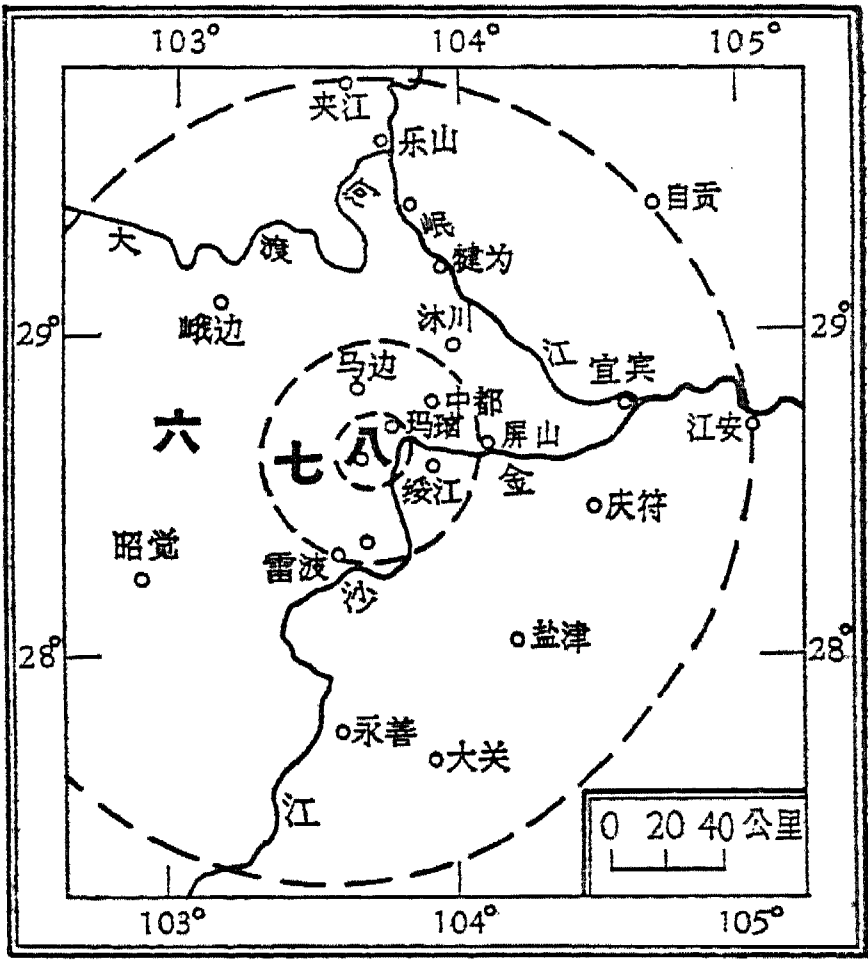 103° 104° 105°
夹江
乐山
河
自贡
岷
大 渡
犍为
峨边
沐川
29° 29°
江
马边
宜宾
中都
六
玛瑙
江安
七 八
屏山
绥江
金
庆符
昭觉
雷波
沙
盐津
28° 28°
永善
大关
江
0 20 40 公里
103° 104° 105°